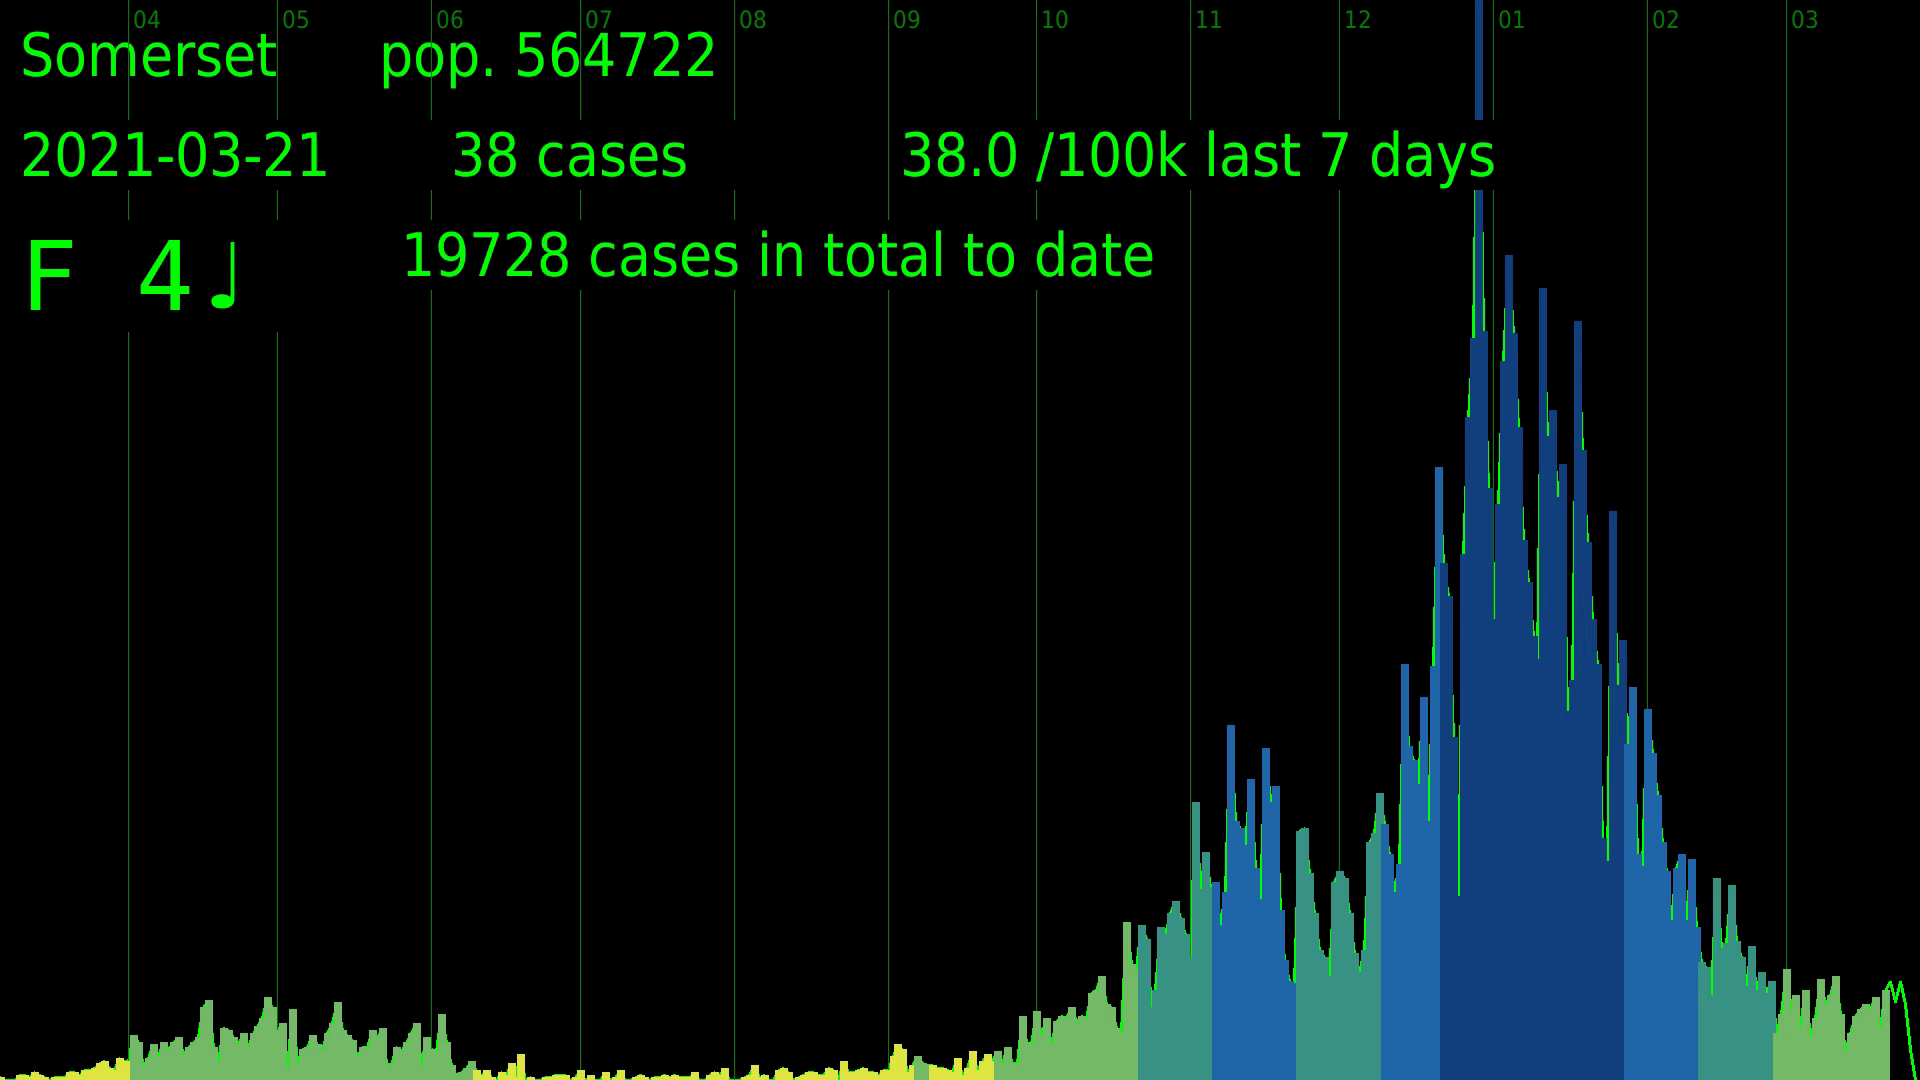 04 05 06 07 08 09 10 11 12 01 02 03
Somerset pop. 564722
2021-03-21 38 cases 38.0 /100k last 7 days
F 4♩ 19728 cases in total to date